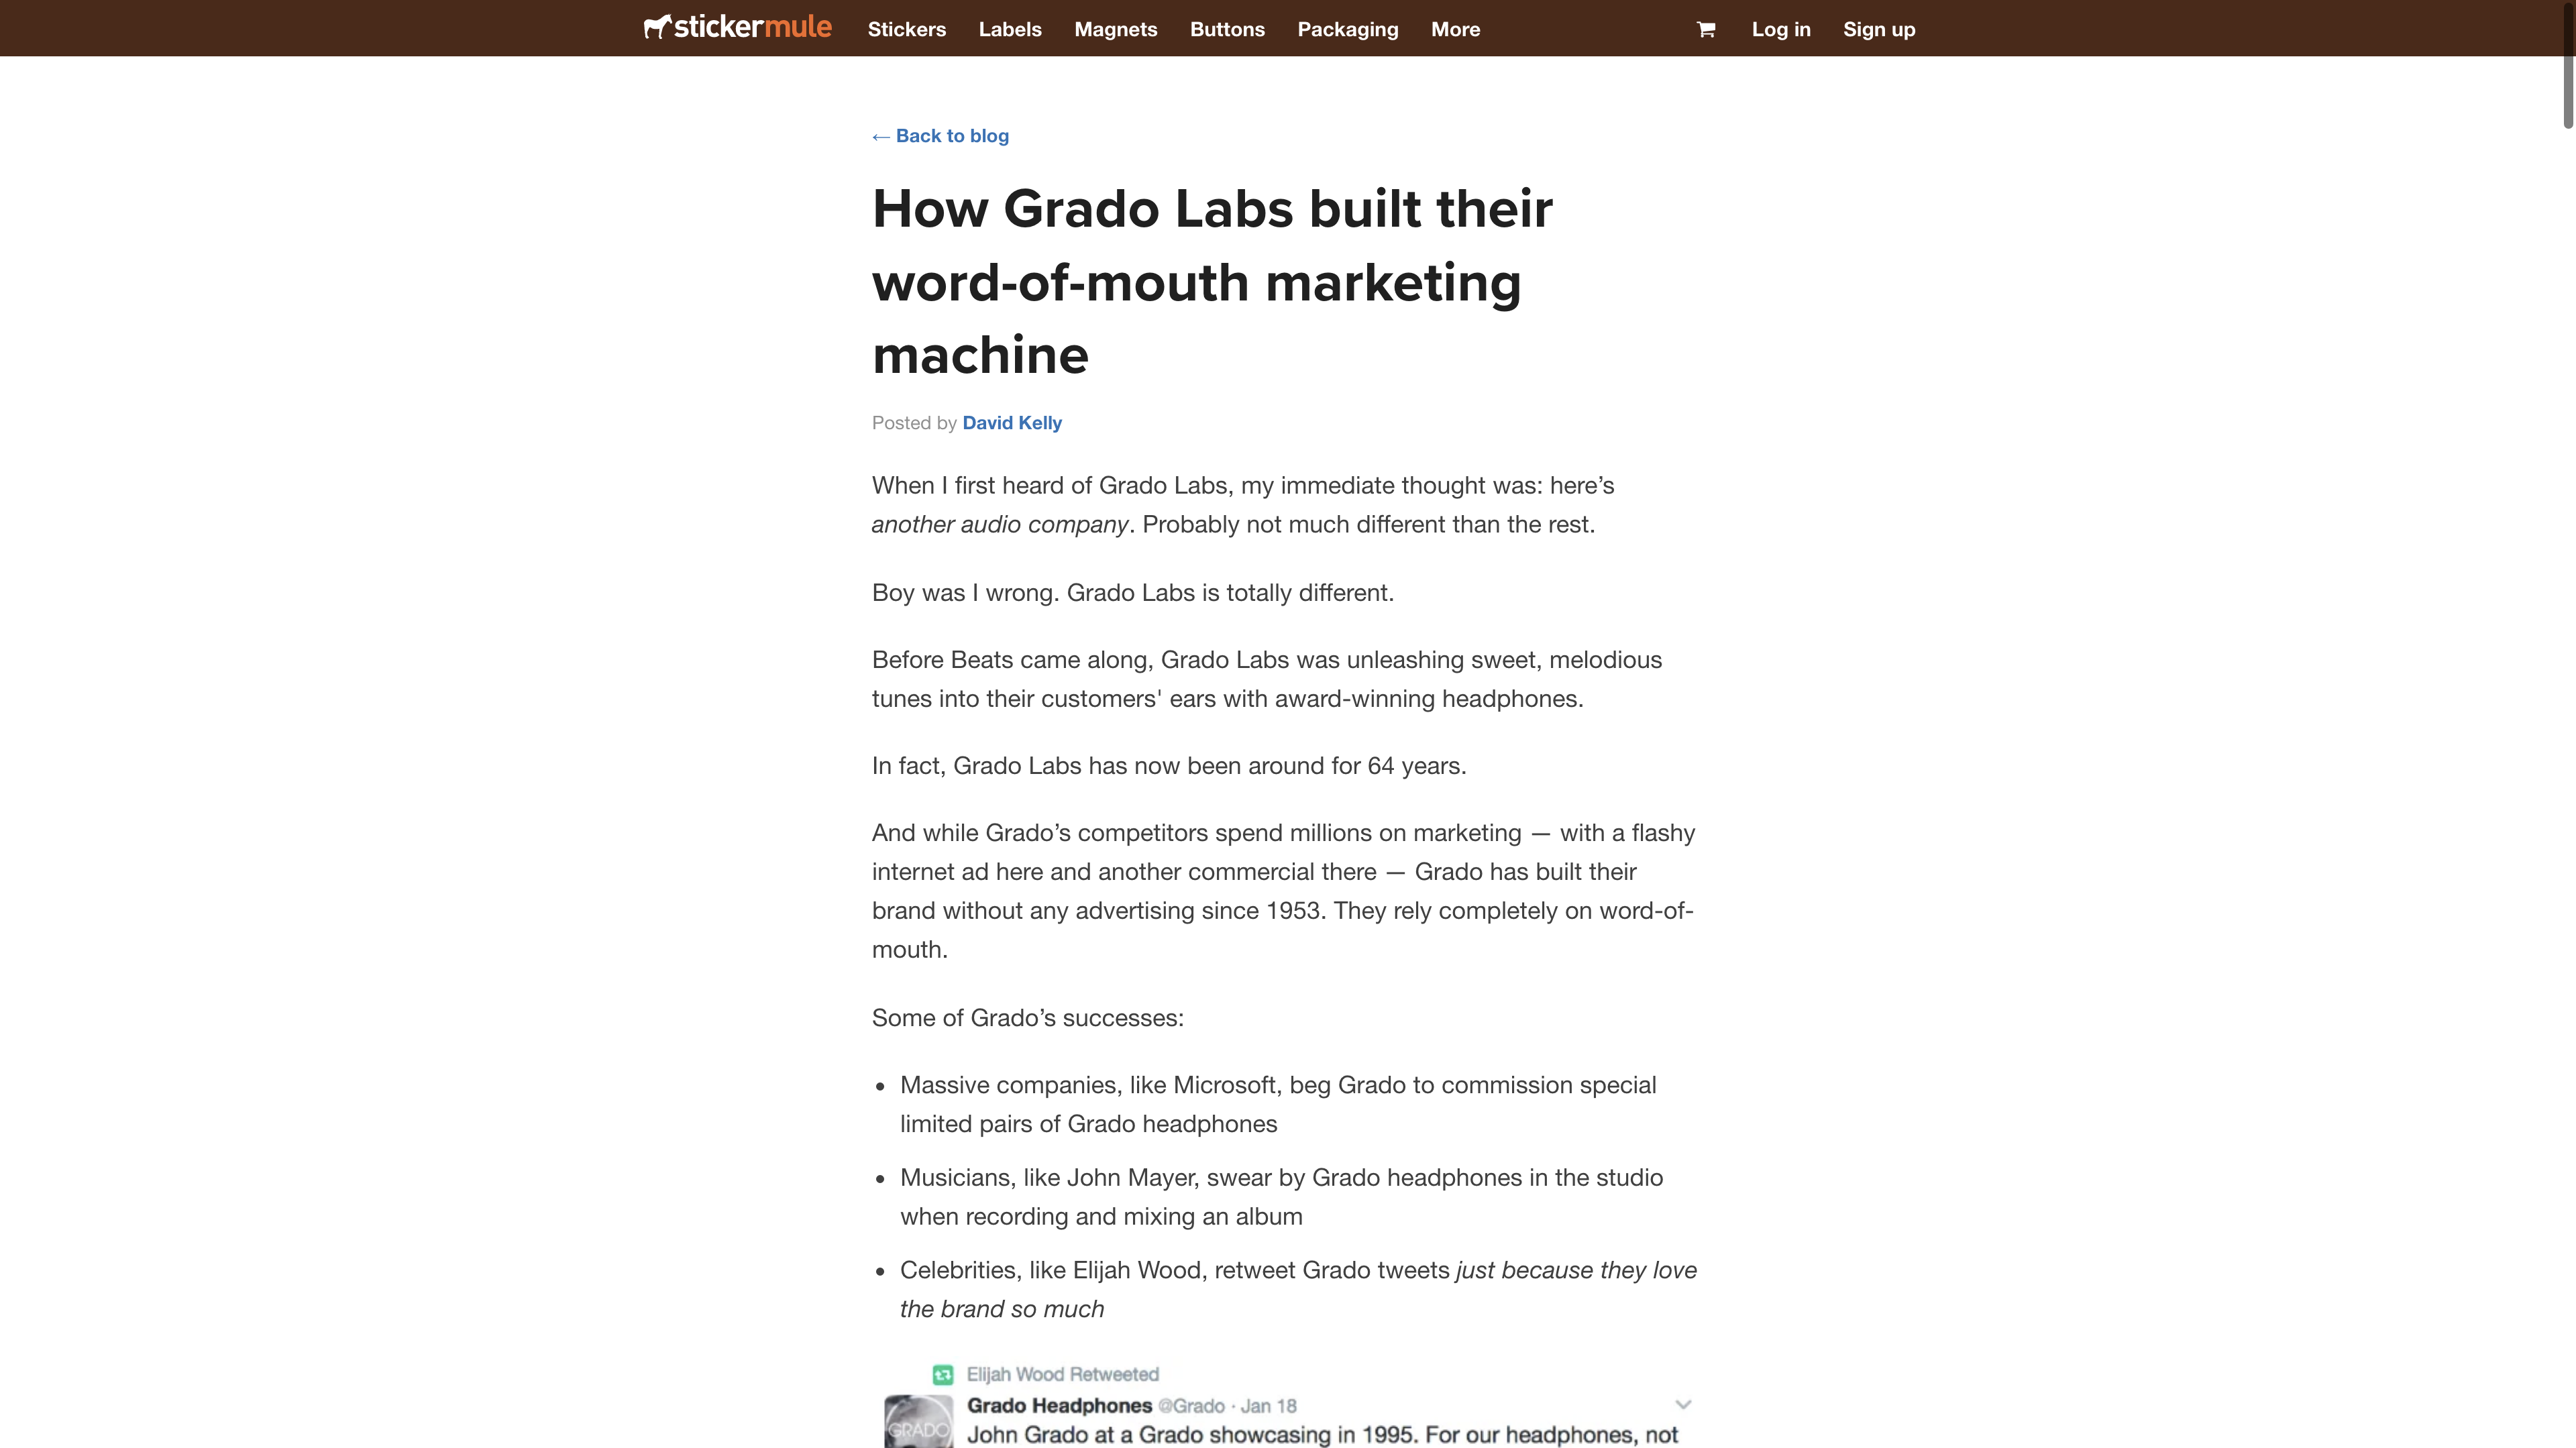 stickermule Stickers Labels Magnets Buttons Packaging More Log in Sign up
← Back to blog
How Grado Labs built their
word-of-mouth marketing
machine
Posted by David Kelly
When I first heard of Grado Labs, my immediate thought was: here’s
another audio company. Probably not much different than the rest.
Boy was I wrong. Grado Labs is totally different.
Before Beats came along, Grado Labs was unleashing sweet, melodious
tunes into their customers' ears with award-winning headphones.
In fact, Grado Labs has now been around for 64 years.
And while Grado’s competitors spend millions on marketing — with a flashy
internet ad here and another commercial there — Grado has built their
brand without any advertising since 1953. They rely completely on word-of-
mouth.
Some of Grado’s successes:
• Massive companies, like Microsoft, beg Grado to commission special
limited pairs of Grado headphones
• Musicians, like John Mayer, swear by Grado headphones in the studio
when recording and mixing an album
• Celebrities, like Elijah Wood, retweet Grado tweets just because they love
the brand so much
Elijah Wood Retweeted
Grado Headphones @Grado · Jan 18
GRADO
John Grado at a Grado showcasing in 1995. For our headphones, not